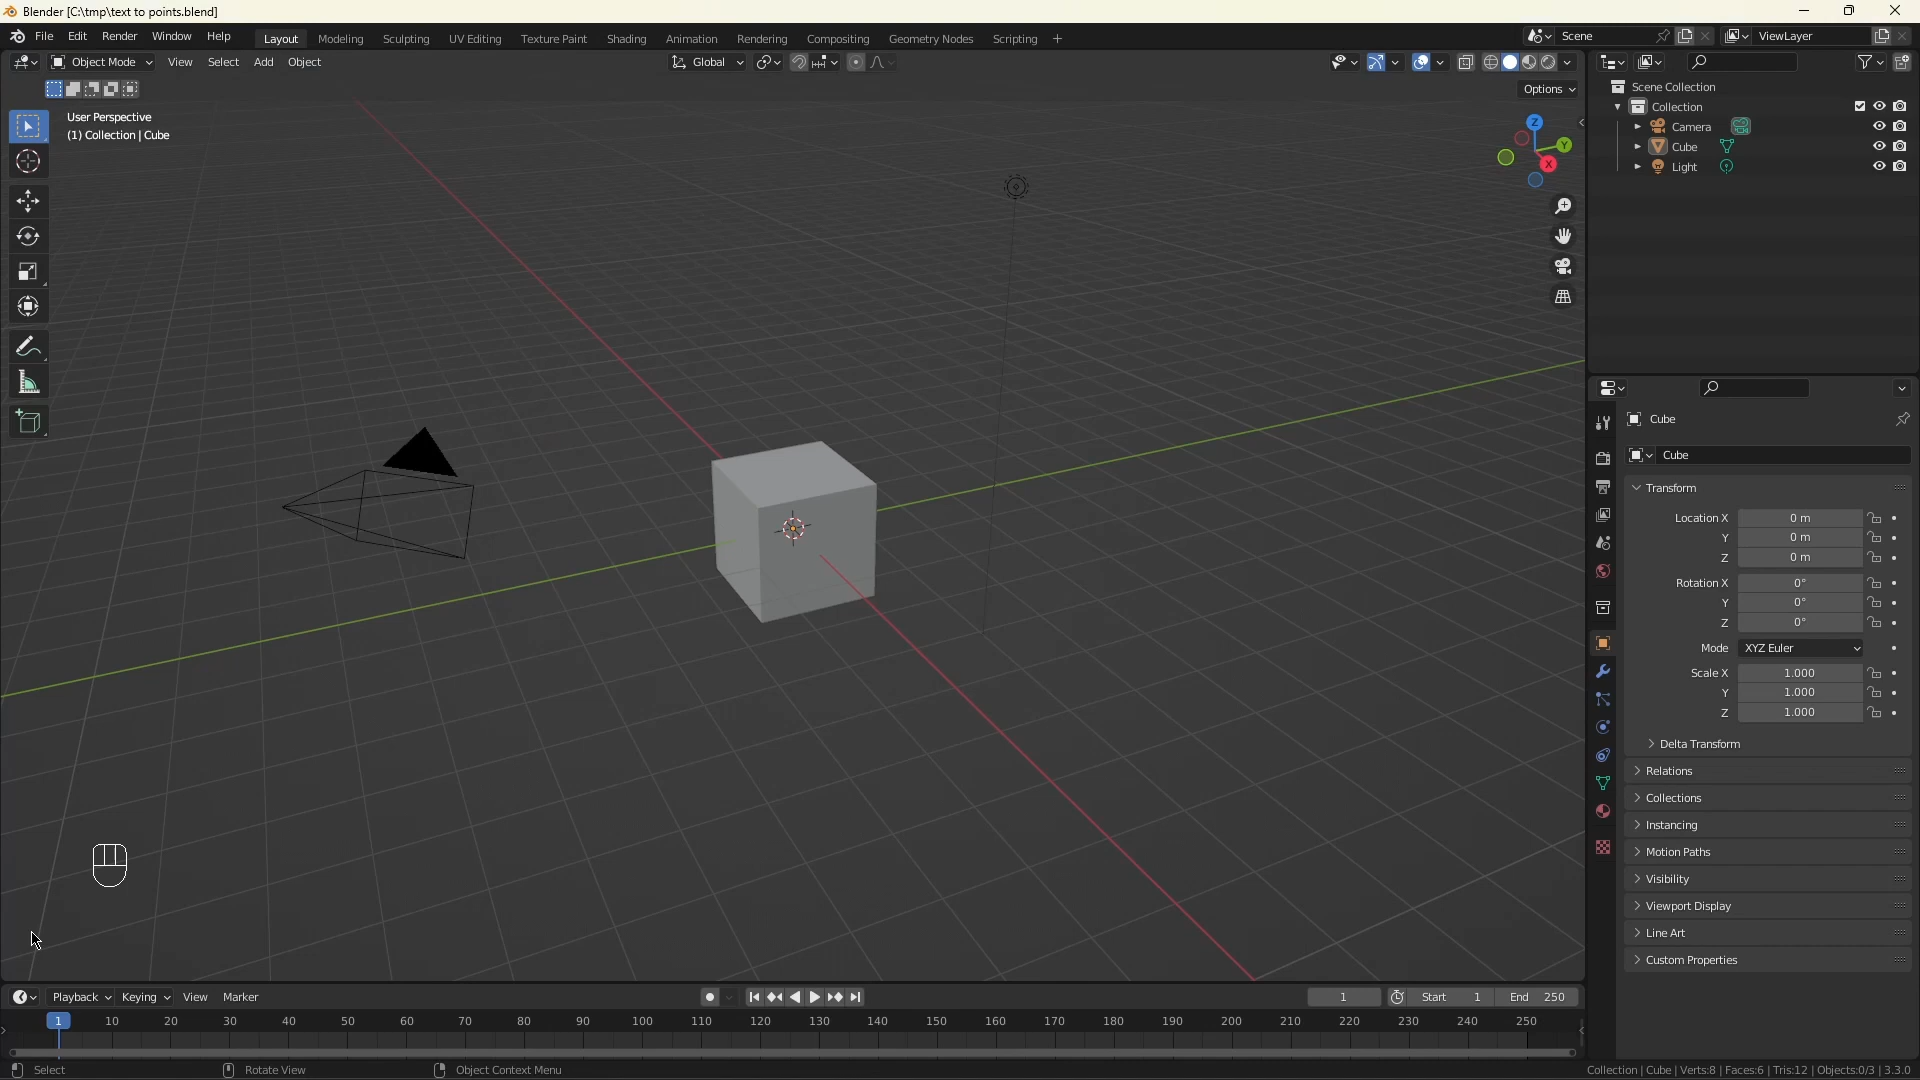 Blender [C:\tmp\text to points.blend]
File Edit Render Window Help Layout Modeling Sculpting UV Editing Texture Paint Shading Animation Rendering Compositing Geometry Nodes Scripting + Scene ViewLayer
Object Mode View Select Add Object Global
Options
User Perspective
(1) Collection | Cube
Z
Y
X
Scene Collection
Collection
Camera
Cube
Light
Cube
Cube
Transform
Location X 0 m
Y 0 m
Z 0 m
Rotation X 0°
Y 0°
Z 0°
Mode XYZ Euler
Scale X 1.000
Y 1.000
Z 1.000
Delta Transform
Relations
Collections
Instancing
Motion Paths
Visibility
Viewport Display
Line Art
Custom Properties
Playback Keying View Marker 1 Start 1 End 250
1 10 20 30 40 50 60 70 80 90 100 110 120 130 140 150 160 170 180 190 200 210 220 230 240 250
Select Rotate View Object Context Menu Collection | Cube | Verts:8 | Faces:6 | Tris:12 | Objects:0/3 | 3.3.0